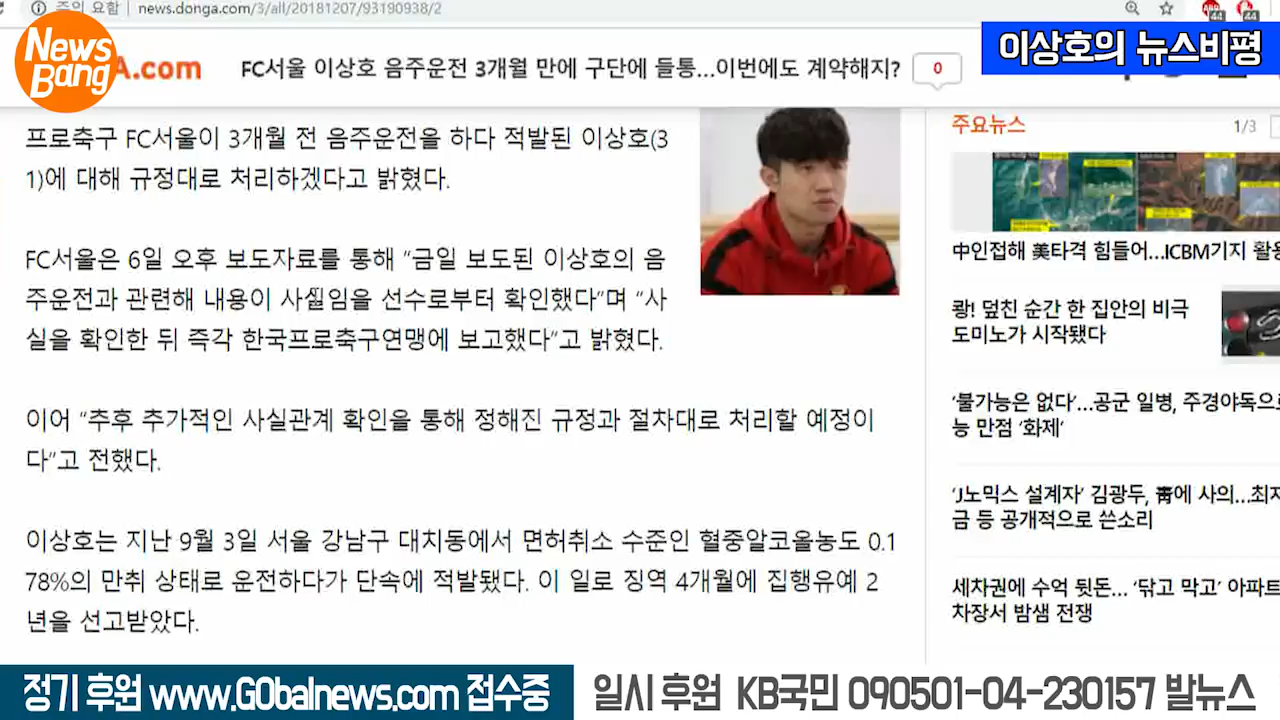 주의 요함 news.donga.com/3/all/20181207/93190938/2
News
Bang
A.com
FC서울 이상호 음주운전 3개월 만에 구단에 들통…이번에도 계약해지?
0
이상호의 뉴스비평
프로축구 FC서울이 3개월 전 음주운전을 하다 적발된 이상호(3
1)에 대해 규정대로 처리하겠다고 밝혔다.
FC서울은 6일 오후 보도자료를 통해 “금일 보도된 이상호의 음
주운전과 관련해 내용이 사실임을 선수로부터 확인했다”며 “사
실을 확인한 뒤 즉각 한국프로축구연맹에 보고했다”고 밝혔다.
이어 “추후 추가적인 사실관계 확인을 통해 정해진 규정과 절차대로 처리할 예정이
다”고 전했다.
이상호는 지난 9월 3일 서울 강남구 대치동에서 면허취소 수준인 혈중알코올농도 0.1
78%의 만취 상태로 운전하다가 단속에 적발됐다. 이 일로 징역 4개월에 집행유예 2
년을 선고받았다.
주요뉴스
1/3
中인접해 美타격 힘들어…ICBM기지 활용
쾅! 덮친 순간 한 집안의 비극
도미노가 시작됐다
‘불가능은 없다’…공군 일병, 주경야독으로
능 만점 ‘화제’
‘J노믹스 설계자’ 김광두, 靑에 사의…최저
금 등 공개적으로 쓴소리
세차권에 수억 뒷돈… ‘닦고 막고’ 아파트
차장서 밤샘 전쟁
정기 후원 www.GObalnews.com 접수중
일시 후원 KB국민 090501-04-230157 발뉴스